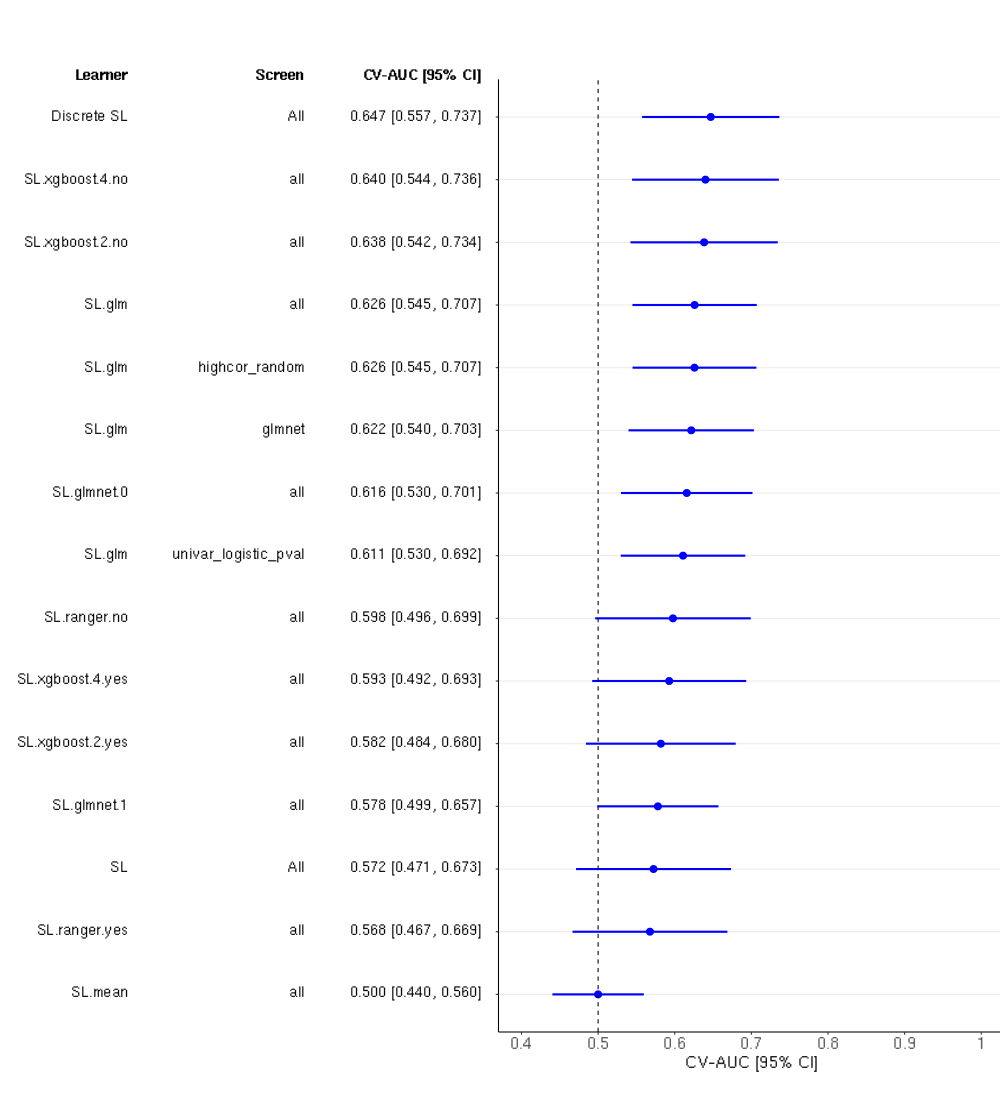 Learner Screen CV-AUC [95% CI]
Discrete SL All 0.647 [0.557, 0.737]
SL.xgboost.4.no all 0.640 [0.544, 0.736]
SL.xgboost.2.no all 0.638 [0.542, 0.734]
SL.glm all 0.626 [0.545, 0.707]
SL.glm highcor_random 0.626 [0.545, 0.707]
SL.glm glmnet 0.622 [0.540, 0.703]
SL.glmnet.0 all 0.616 [0.530, 0.701]
SL.glm univar_logistic_pval 0.611 [0.530, 0.692]
SL.ranger.no all 0.598 [0.496, 0.699]
SL.xgboost.4.yes all 0.593 [0.492, 0.693]
SL.xgboost.2.yes all 0.582 [0.484, 0.680]
SL.glmnet.1 all 0.578 [0.499, 0.657]
SL All 0.572 [0.471, 0.673]
SL.ranger.yes all 0.568 [0.467, 0.669]
SL.mean all 0.500 [0.440, 0.560]
0.4 0.5 0.6 0.7 0.8 0.9 1
CV-AUC [95% CI]